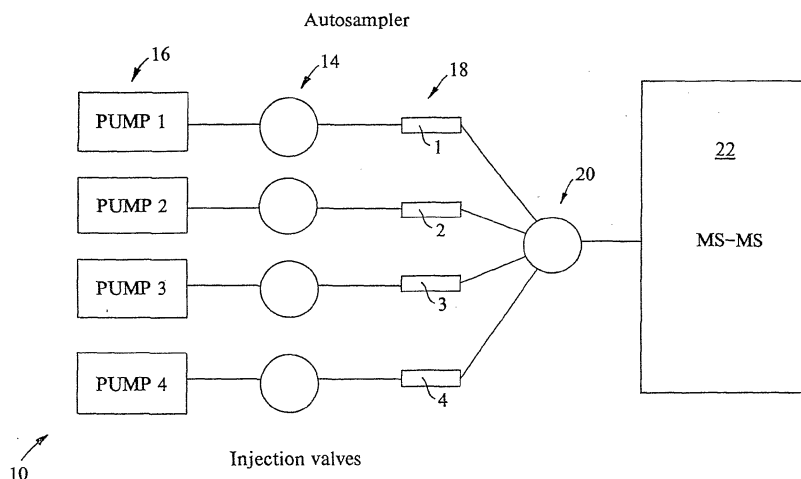 Autosampler
16
14
18
PUMP 1
1
22
20
PUMP 2
2
MS-MS
PUMP 3
3
PUMP 4
4
10
Injection valves